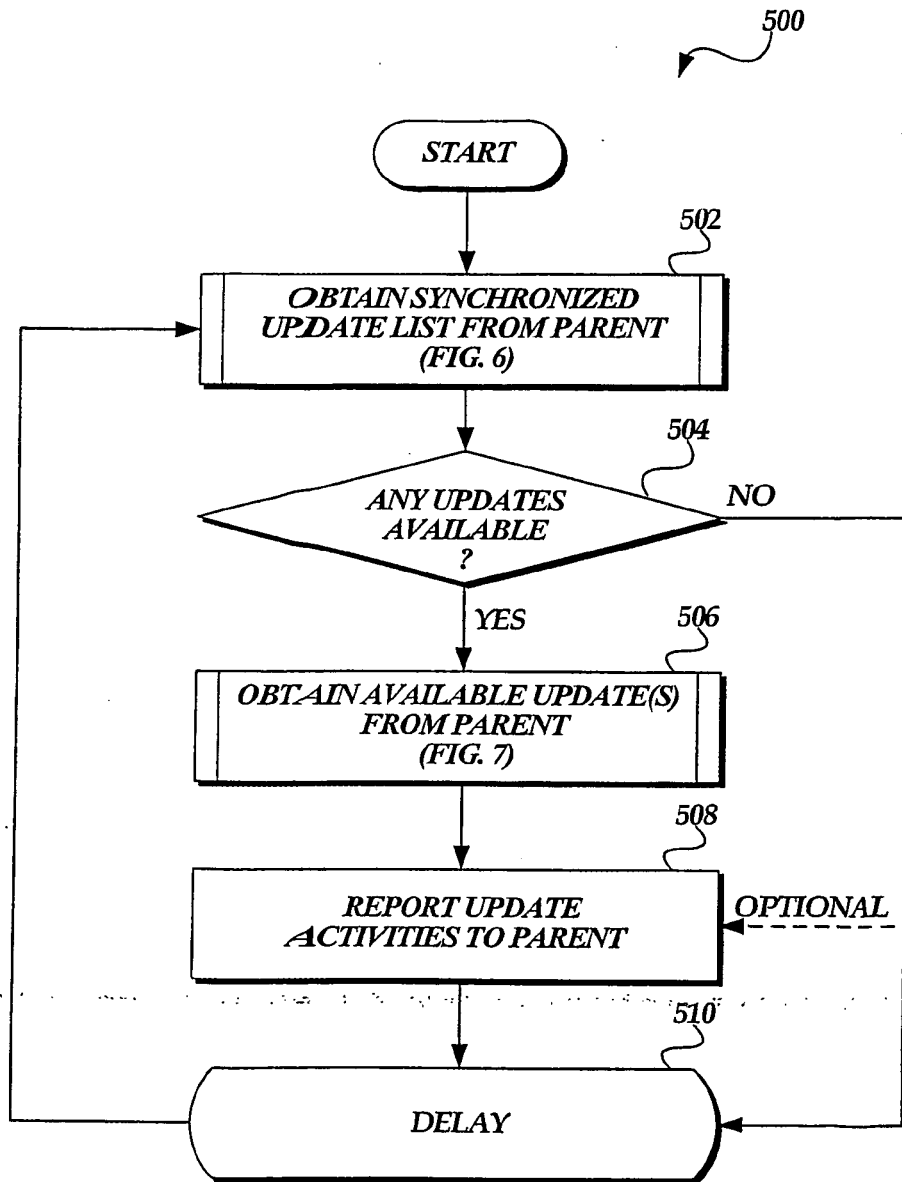 500
START
502
OBTAIN SYNCHRONIZED
UPDATE LIST FROM PARENT
(FIG. 6)
504
ANY UPDATES
AVAILABLE
?
NO
YES
506
OBTAIN AVAILABLE UPDATE(S)
FROM PARENT
(FIG. 7)
508
REPORT UPDATE
ACTIVITIES TO PARENT
OPTIONAL
510
DELAY